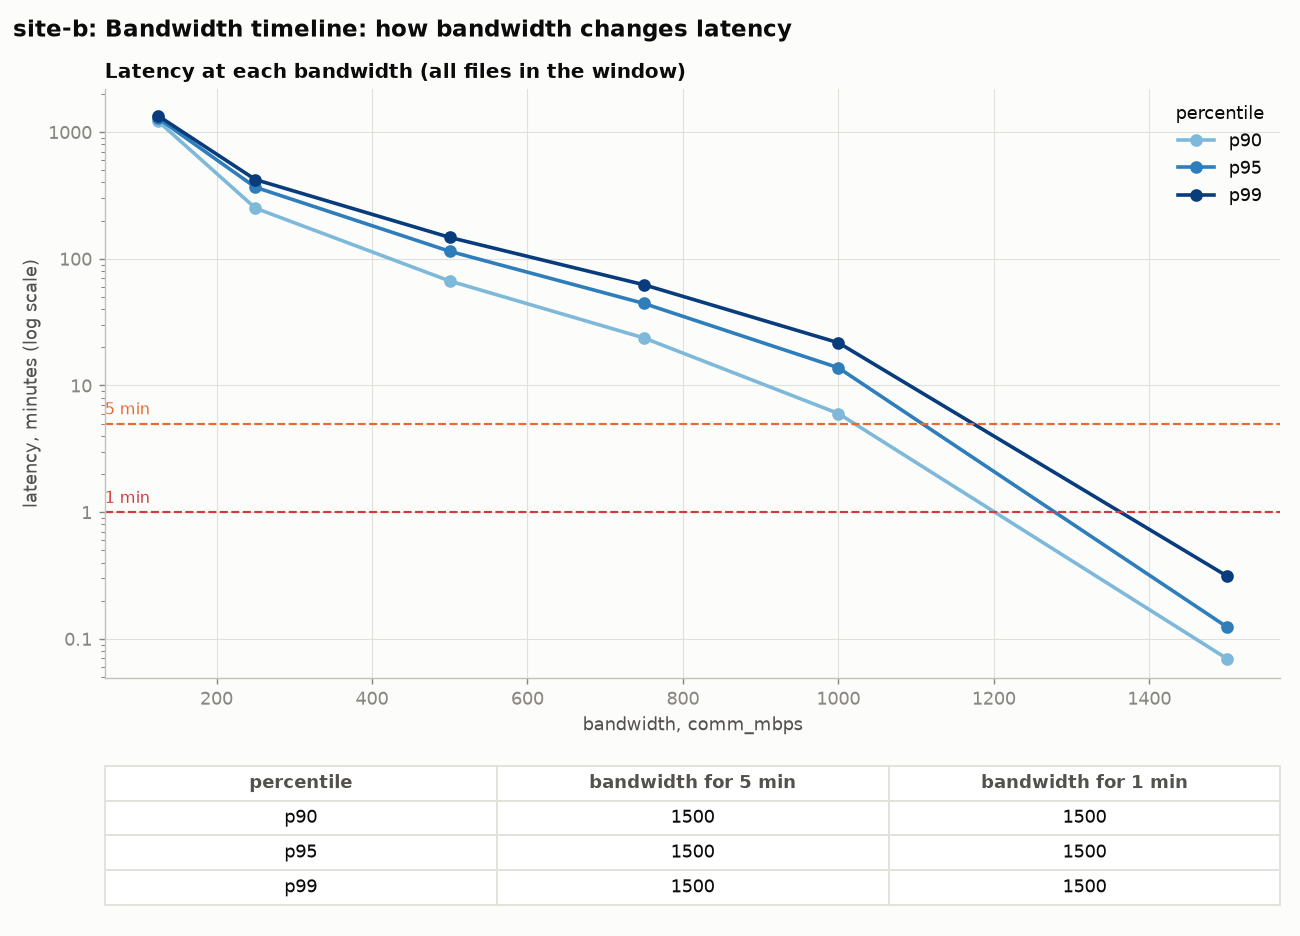 site-b: Bandwidth timeline: how bandwidth changes latency
Latency at each bandwidth (all files in the window)
percentile
p90
p95
p99
latency, minutes (log scale)
1000
100
10
1
0.1
5 min
1 min
200 400 600 800 1000 1200 1400
bandwidth, comm_mbps
percentile bandwidth for 5 min bandwidth for 1 min
p90 1500 1500
p95 1500 1500
p99 1500 1500